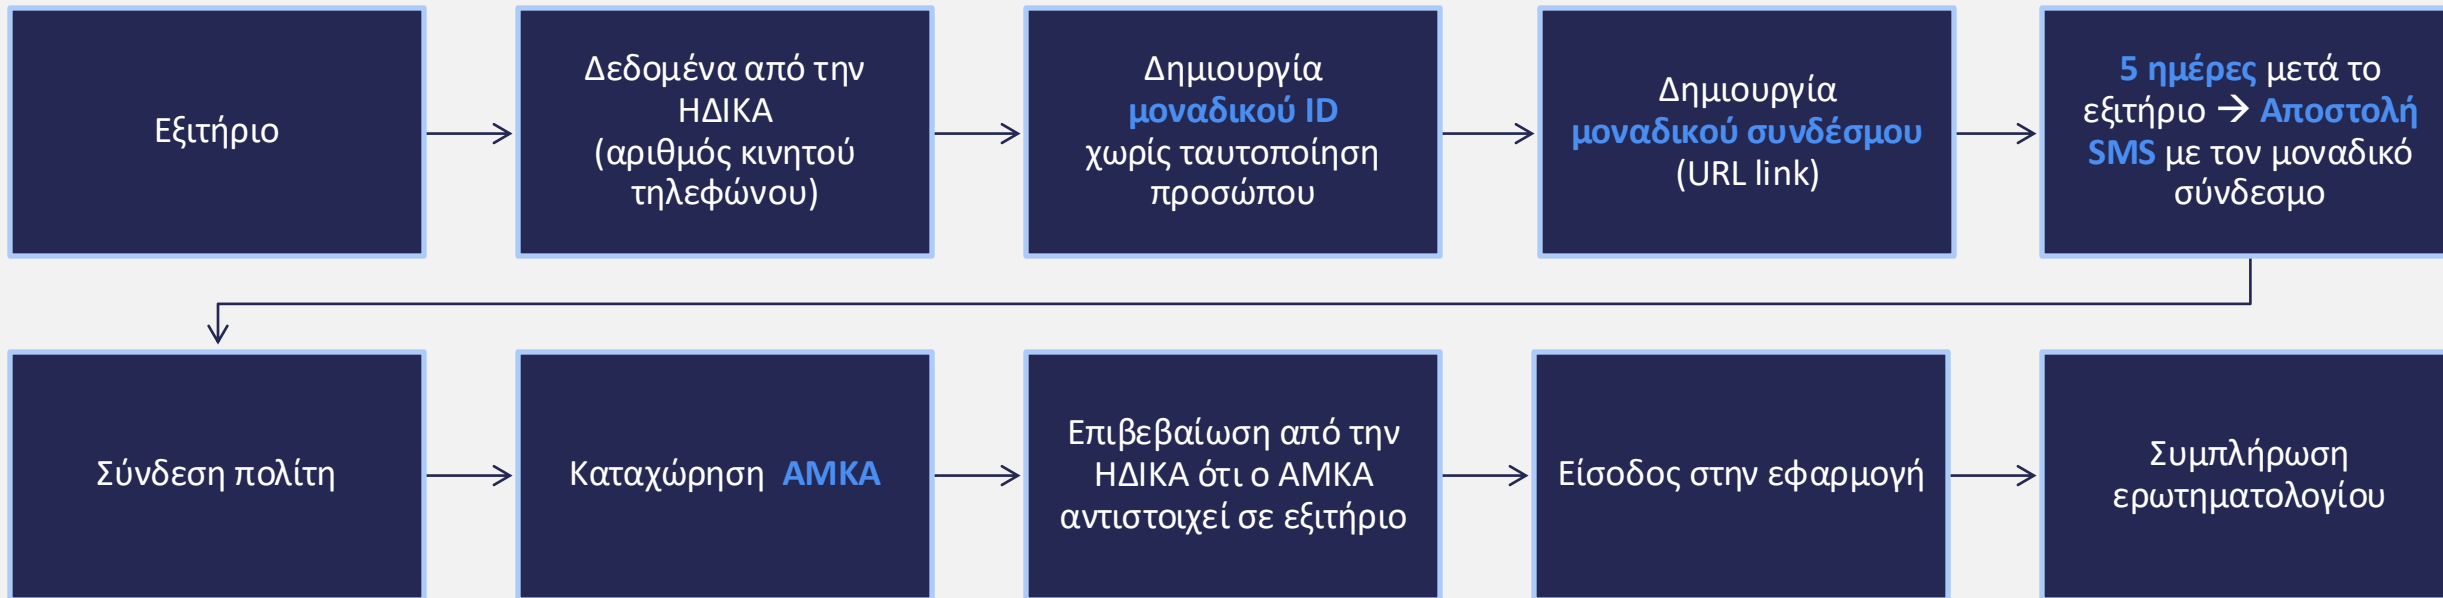 Εξιτήριο
Δεδομένα από την
ΗΔΙΚΑ
(αριθμός κινητού
τηλεφώνου)
Δημιουργία
μοναδικού ID
χωρίς ταυτοποίηση
προσώπου
Δημιουργία
μοναδικού συνδέσμου
(URL link)
5 ημέρες μετά το
εξιτήριο → Αποστολή
SMS με τον μοναδικό
σύνδεσμο
Σύνδεση πολίτη
Καταχώρηση ΑΜΚΑ
Επιβεβαίωση από την
ΗΔΙΚΑ ότι ο ΑΜΚΑ
αντιστοιχεί σε εξιτήριο
Είσοδος στην εφαρμογή
Συμπλήρωση
ερωτηματολογίου